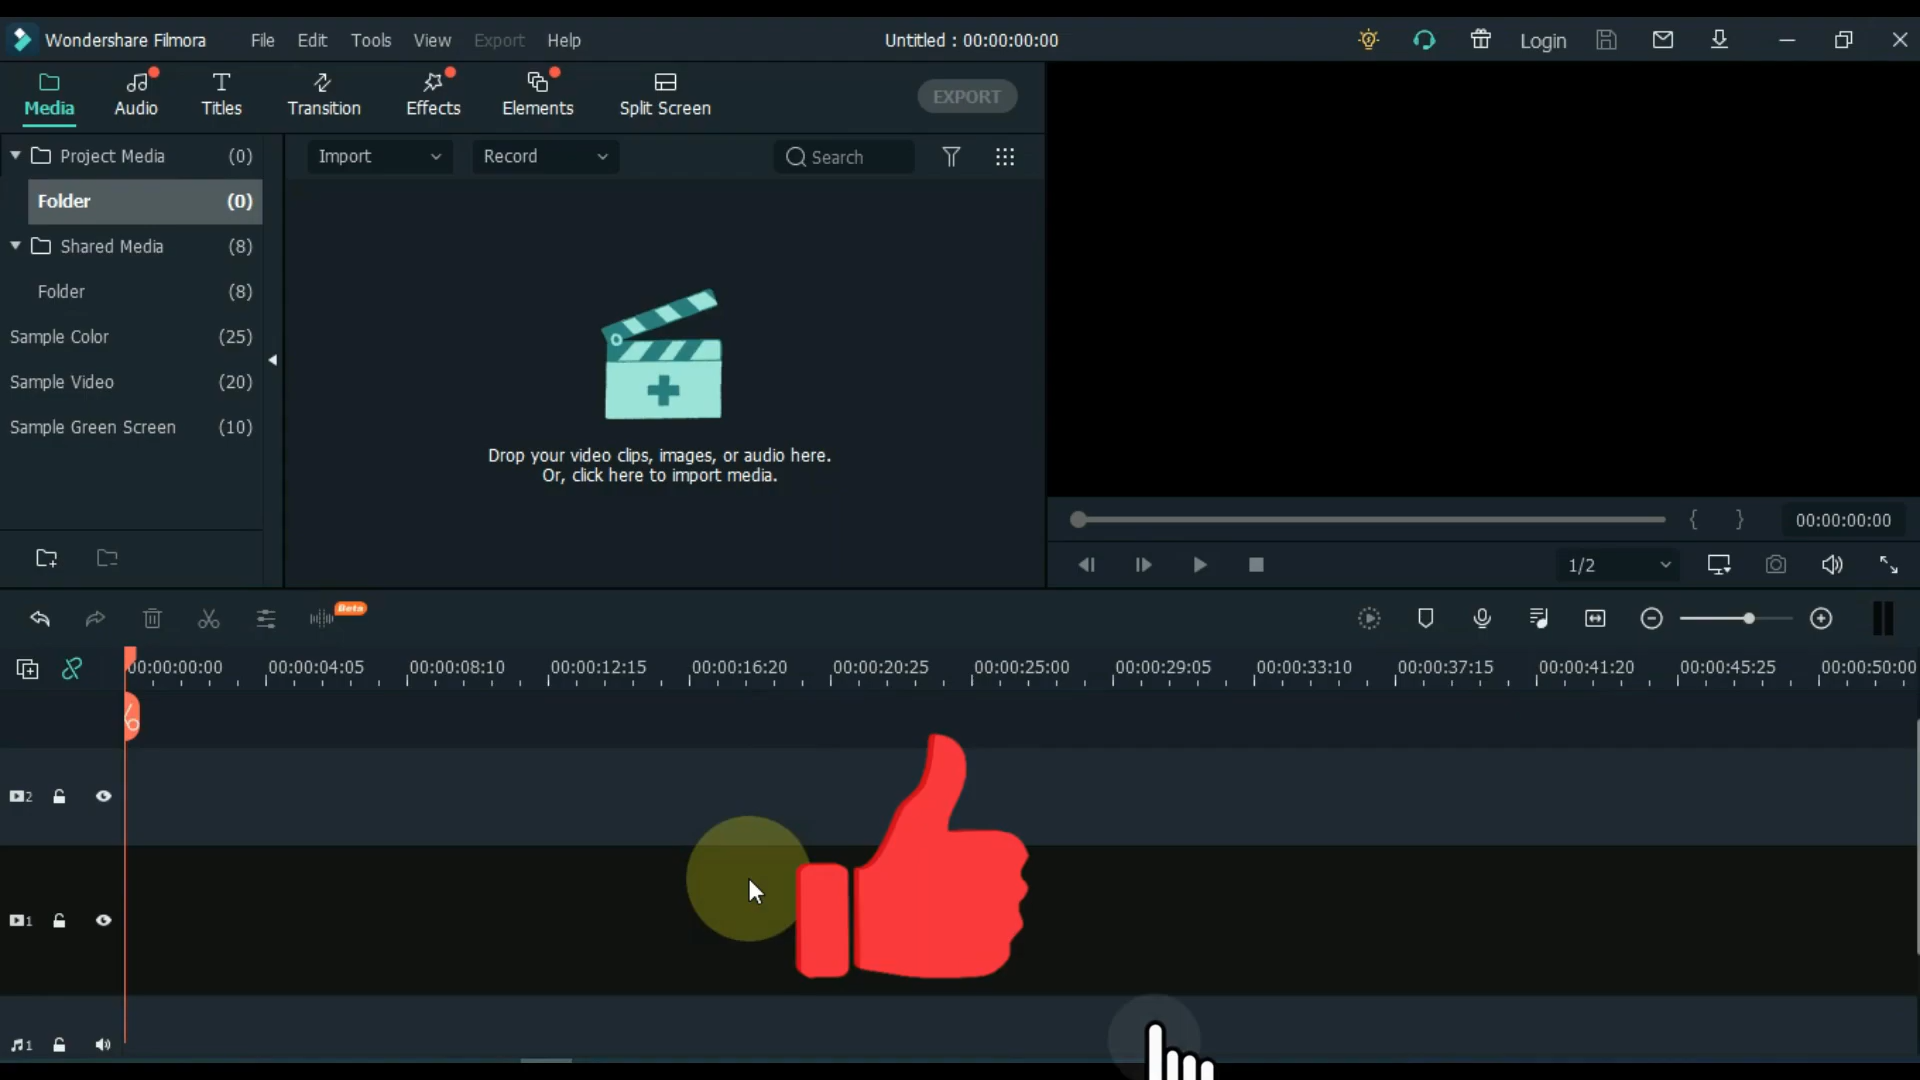 Wondershare Filmora File Edit Tools View Export Help Untitled : 00:00:00:00 Login
Media Audio Titles Transition Effects Elements Split Screen EXPORT
Project Media (0)
Folder (0)
Shared Media (8)
Folder (8)
Sample Color (25)
Sample Video (20)
Sample Green Screen (10)
Import Record Search
Drop your video clips, images, or audio here.
Or, click here to import media.
{ } 00:00:00:00
1/2
Beta
00:00:00:00 00:00:04:05 00:00:08:10 00:00:12:15 00:00:16:20 00:00:20:25 00:00:25:00 00:00:29:05 00:00:33:10 00:00:37:15 00:00:41:20 00:00:45:25 00:00:50:00
2
1
1